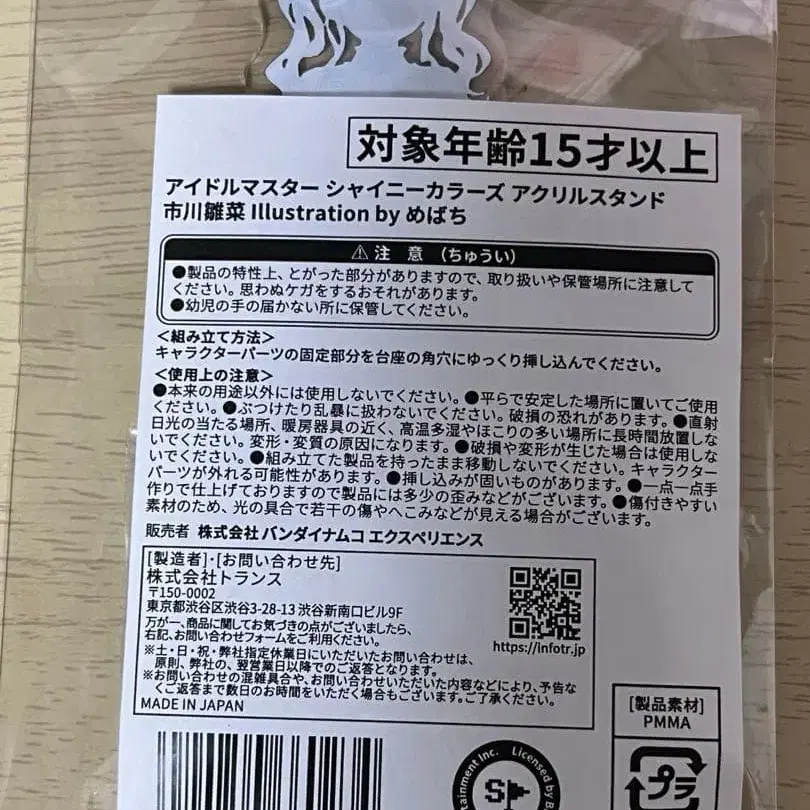 対象年齢15才以上
アイドルマスター シャイニーカラーズ アクリルスタンド
市川雛菜 Illustration by めばち
⚠注 意 (ちゅうい)
●製品の特性上、とがった部分がありますので、取り扱いや保管場所に注意して
ください。思わぬケガをするおそれがあります。
●幼児の手の届かない所に保管してください。
<組み立て方法>
キャラクターパーツの固定部分を台座の角穴にゆっくり挿し込んでください。
<使用上の注意>
●本来の用途以外には使用しないでください。●平らで安定した場所に置いてご使用
ください。●ぶつけたり乱暴に扱わないでください。破損の恐れがあります。●直射
日光の当たる場所、暖房器具の近く、高温多湿やほこりの多い場所に長時間放置しな
いでください。変形・変質の原因になります。●破損や変形が生じた場合は使用しな
いでください。●組み立てた製品を持ったまま移動しないでください。キャラクター
パーツが外れる可能性があります。●挿し込みが固いものがあります。●一点一点手
作りで仕上げておりますので製品には多少の歪みなどがございます。●傷付きやすい
素材のため、光の具合で若干の傷やへこみなどが見える場合がございます。
販売者 株式会社 バンダイナムコ エクスペリエンス
[製造者]・[お問い合わせ先]
株式会社トランス
〒150-0002
東京都渋谷区渋谷3-28-13 渋谷新南口ビル9F
万が一、商品に関してお気づきの点がございましたら、
右記、お問い合わせフォームをご利用ください。
※土・日・祝・弊社指定休業日にいただいたお問い合わせは、
原則、弊社の、翌営業日以降でのご返答となります。
※お問い合わせの混雑具合や、お問い合わせいただいた内容などにより、予告な
くご返答まで数日のお時間をいただく場合もございます。ご了承ください。
MADE IN JAPAN
https://infotr.jp
[製品素材]
PMMA
プラ
tainment Inc. Licensed by B
S